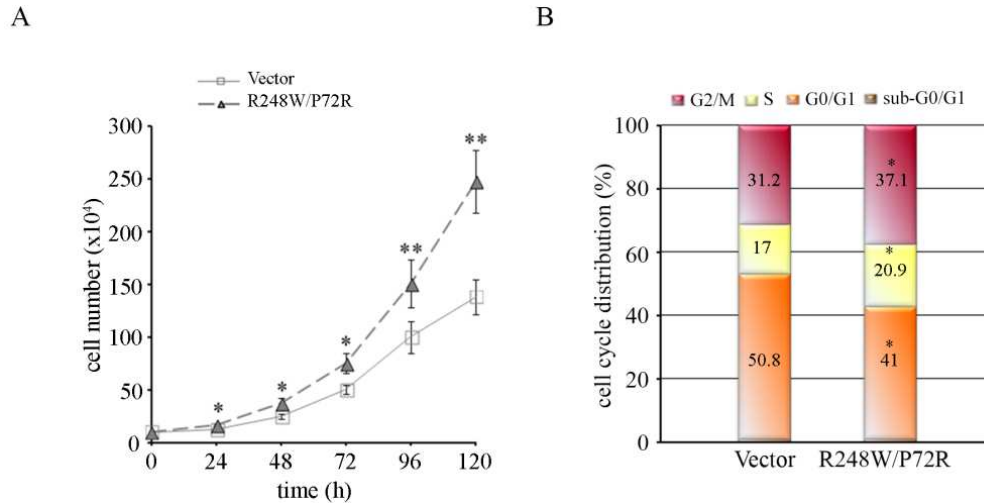 A
Vector
R248W/P72R
300
250
200
150
100
50
0
cell number (x10⁴)
*
*
*
**
**
0 24 48 72 96 120
time (h)
B
G2/M S G0/G1 sub-G0/G1
100
80
60
40
20
0
cell cycle distribution (%)
31.2
17
50.8
*
37.1
*
20.9
*
41
Vector R248W/P72R